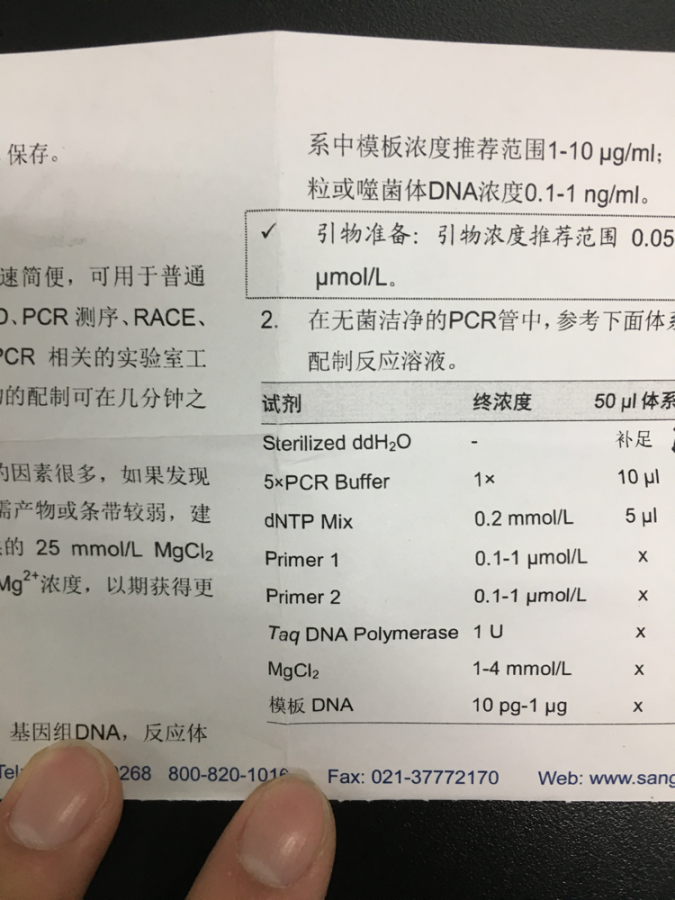 保存。
速简便，可用于普通
PCR 测序、RACE、
PCR 相关的实验室工
的配制可在几分钟之
因素很多，如果发现
需产物或条带较弱，建
的 25 mmol/L MgCl₂
Mg²⁺浓度，以期获得更
基因组DNA，反应体
系中模板浓度推荐范围1-10 µg/ml；
粒或噬菌体DNA浓度0.1-1 ng/ml。
✓ 引物准备：引物浓度推荐范围 0.05
µmol/L。
2. 在无菌洁净的PCR管中，参考下面体系
配制反应溶液。
试剂 终浓度 50 µl 体系
Sterilized ddH₂O - 补足
5×PCR Buffer 1× 10 µl
dNTP Mix 0.2 mmol/L 5 µl
Primer 1 0.1-1 µmol/L x
Primer 2 0.1-1 µmol/L x
Taq DNA Polymerase 1 U x
MgCl₂ 1-4 mmol/L x
模板 DNA 10 pg-1 µg x
Tel: 0268 800-820-1016 Fax: 021-37772170 Web: www.sang